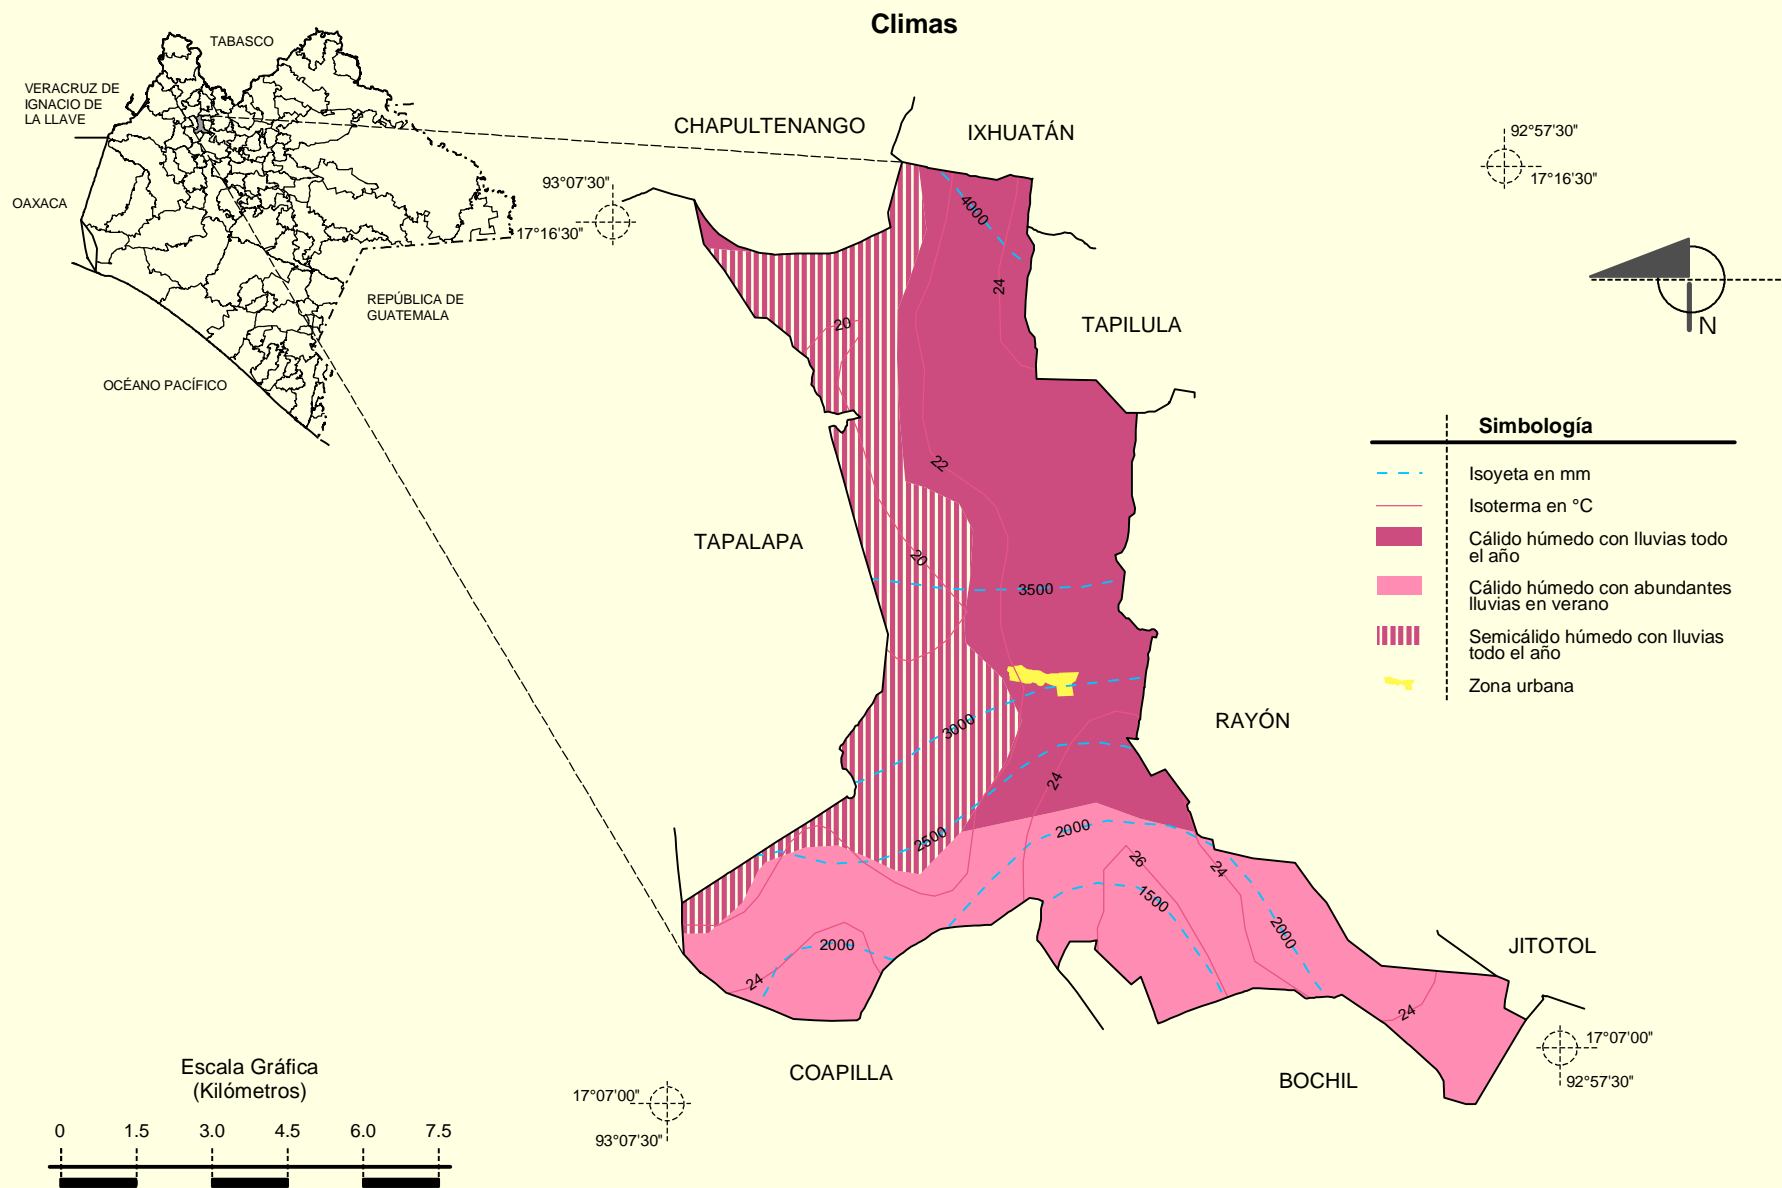 Climas
TABASCO
VERACRUZ DE
IGNACIO DE
LA LLAVE
OAXACA
REPÚBLICA DE
GUATEMALA
OCÉANO PACÍFICO
CHAPULTENANGO
IXHUATÁN
92°57'30"
17°16'30"
93°07'30"
17°16'30"
N
TAPILULA
TAPALAPA
RAYÓN
JITOTOL
COAPILLA
BOCHIL
4000
24
20
22
20
3500
3000
24
2500
2000
26
24
1500
2000
2000
24
24
Simbología
Isoyeta en mm
Isoterma en °C
Cálido húmedo con lluvias todo
el año
Cálido húmedo con abundantes
lluvias en verano
Semicálido húmedo con lluvias
todo el año
Zona urbana
17°07'00"
92°57'30"
17°07'00"
93°07'30"
Escala Gráfica
(Kilómetros)
0 1.5 3.0 4.5 6.0 7.5